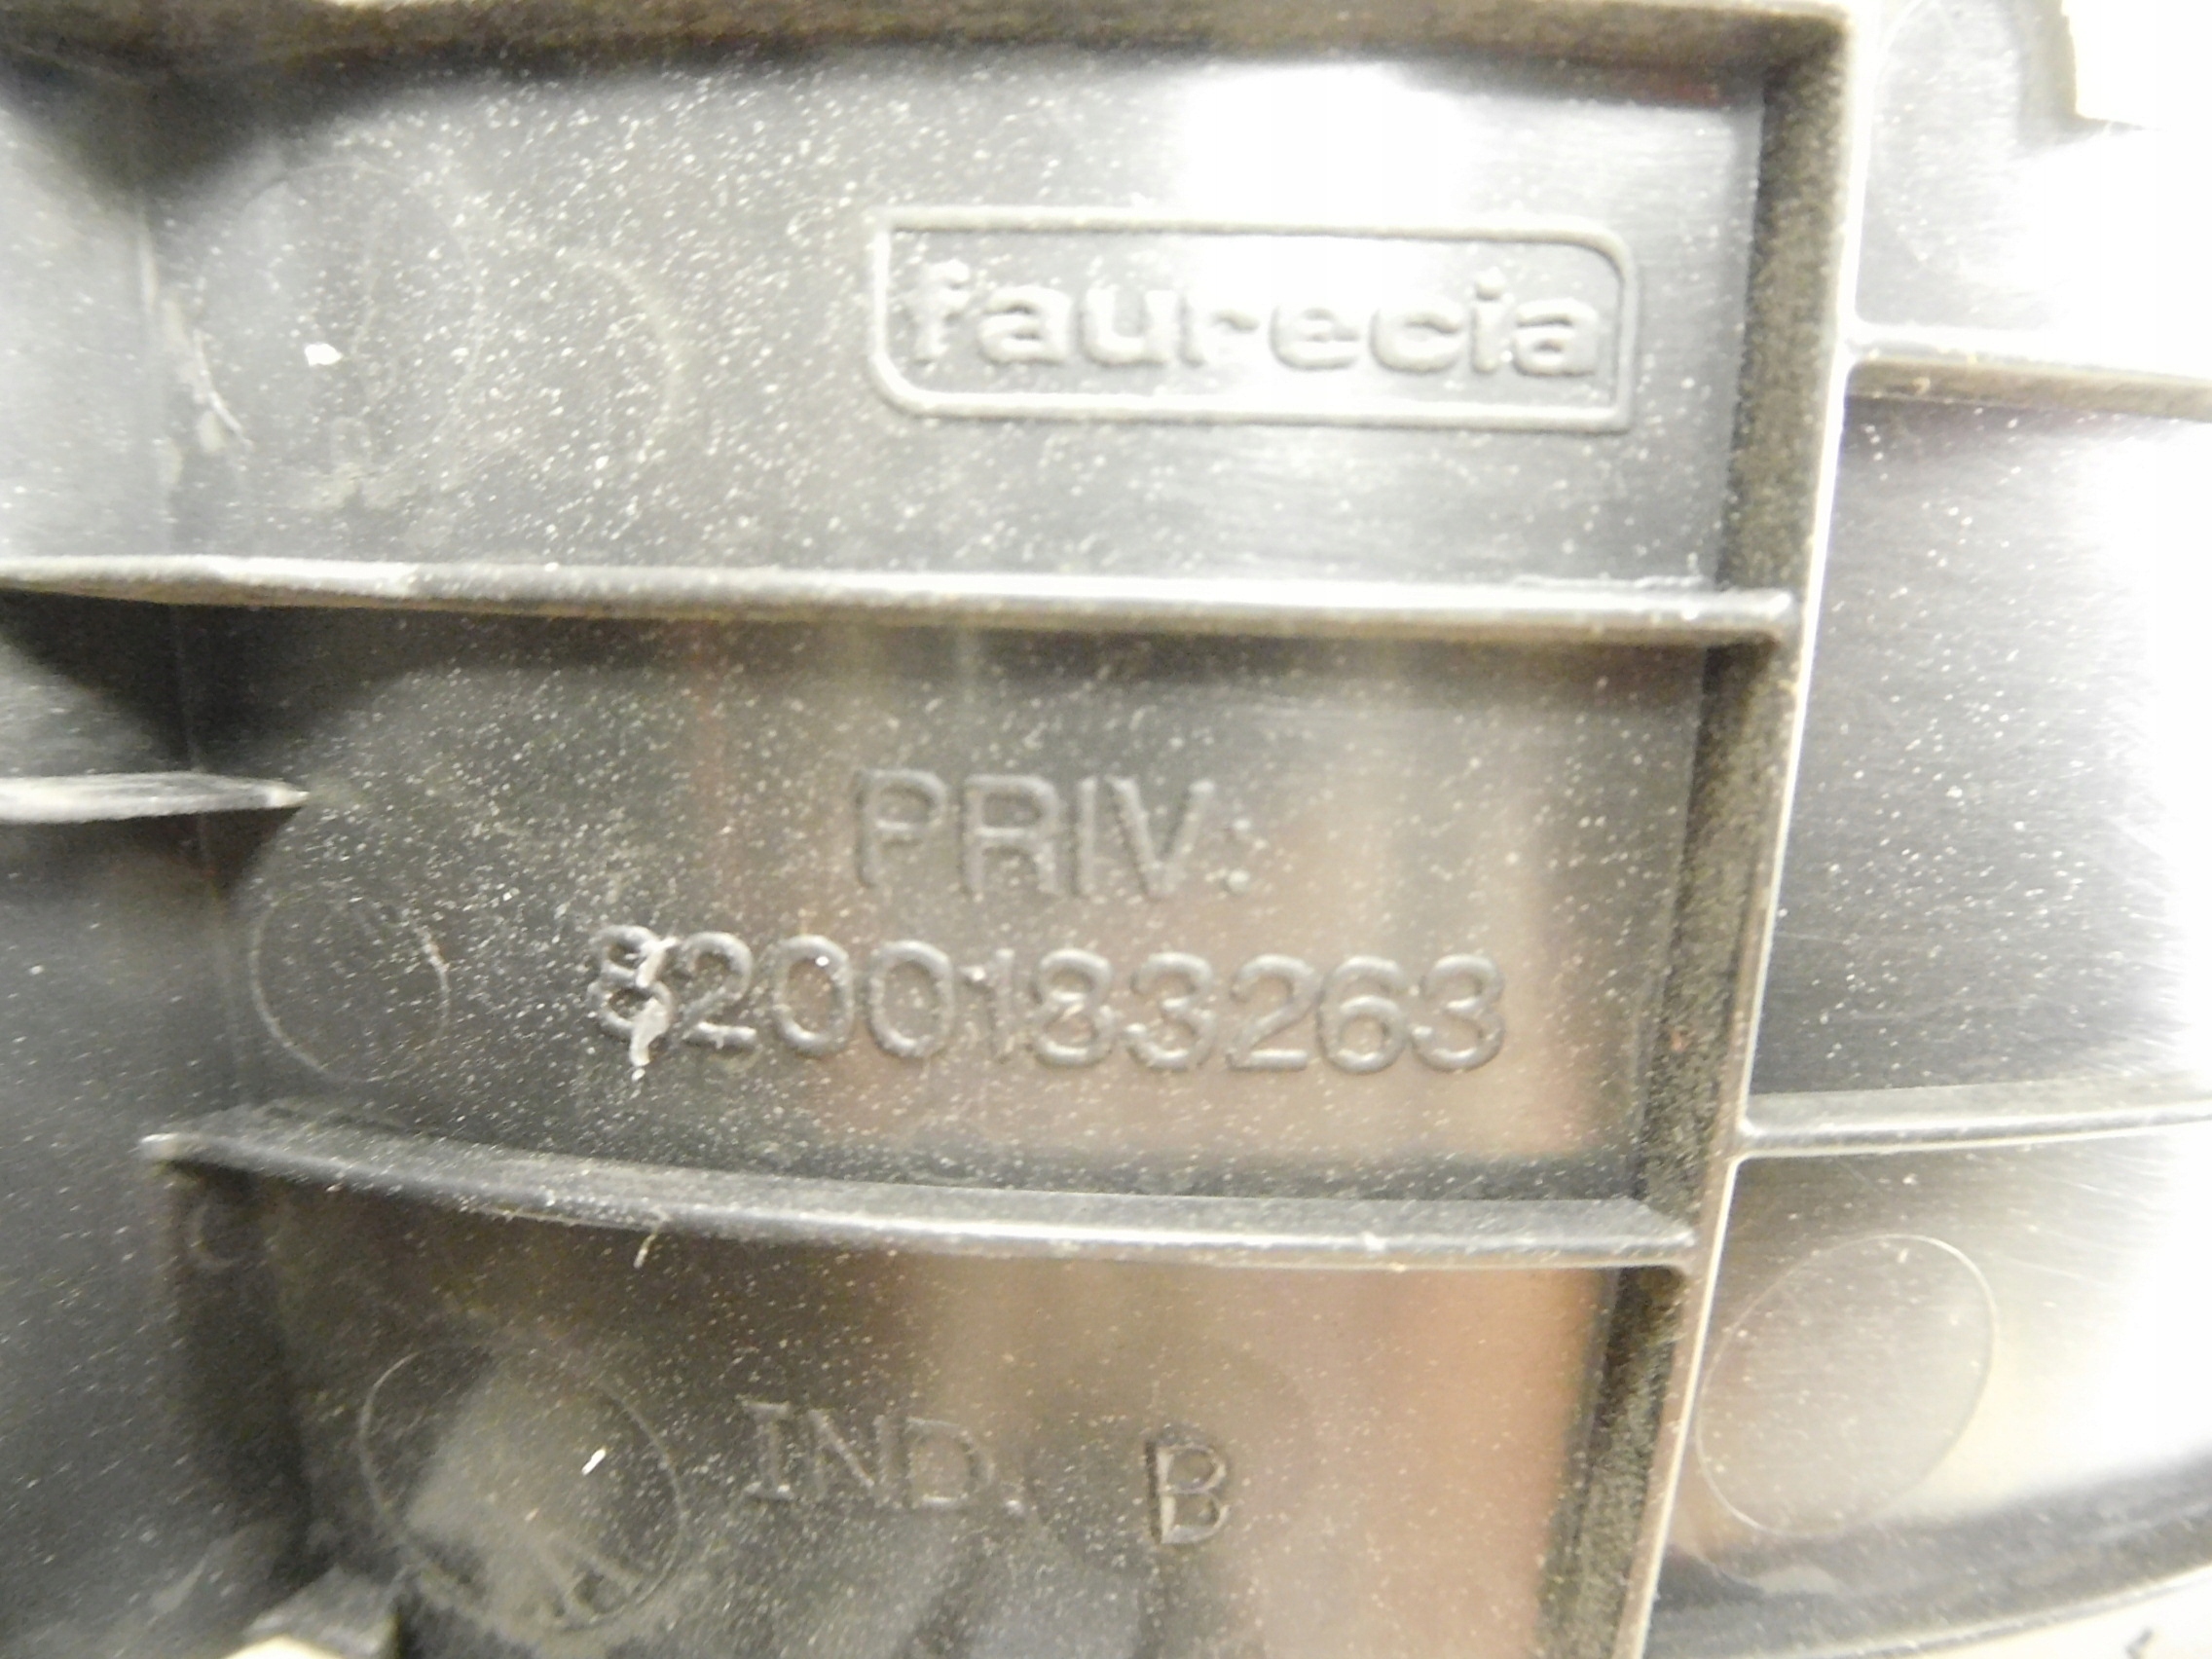 faurecia
PRIV:
8200183263
IND. B